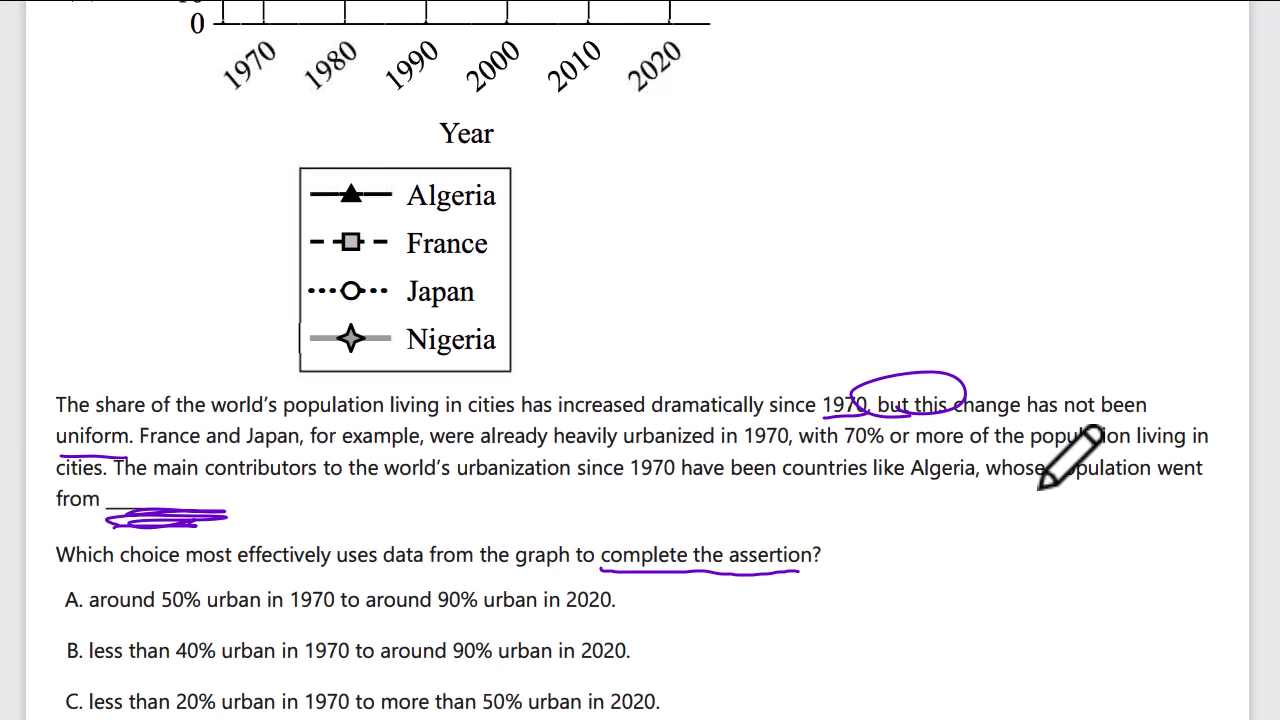 0
1970 1980 1990 2000 2010 2020
Year
Algeria
France
Japan
Nigeria
The share of the world’s population living in cities has increased dramatically since 1970, but this change has not been
uniform. France and Japan, for example, were already heavily urbanized in 1970, with 70% or more of the population living in
cities. The main contributors to the world’s urbanization since 1970 have been countries like Algeria, whose population went
from ______
Which choice most effectively uses data from the graph to complete the assertion?
A. around 50% urban in 1970 to around 90% urban in 2020.
B. less than 40% urban in 1970 to around 90% urban in 2020.
C. less than 20% urban in 1970 to more than 50% urban in 2020.